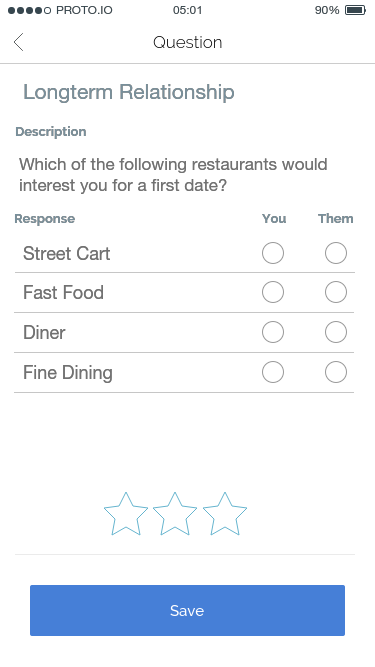 PROTO.IO 05:01 90%
Question
Longterm Relationship
Description
Which of the following restaurants would
interest you for a first date?
Response You Them
Street Cart
Fast Food
Diner
Fine Dining
Save